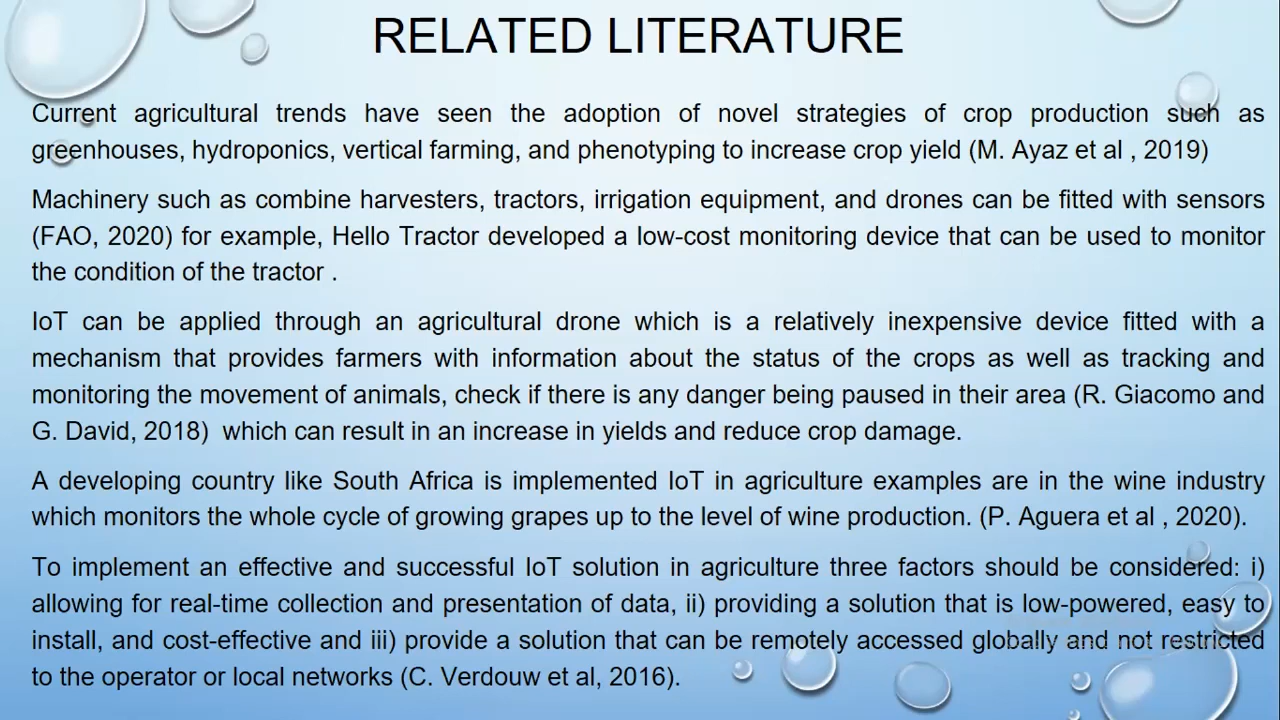 RELATED LITERATURE
Current agricultural trends have seen the adoption of novel strategies of crop production such as
greenhouses, hydroponics, vertical farming, and phenotyping to increase crop yield (M. Ayaz et al , 2019)
Machinery such as combine harvesters, tractors, irrigation equipment, and drones can be fitted with sensors
(FAO, 2020) for example, Hello Tractor developed a low-cost monitoring device that can be used to monitor
the condition of the tractor .
IoT can be applied through an agricultural drone which is a relatively inexpensive device fitted with a
mechanism that provides farmers with information about the status of the crops as well as tracking and
monitoring the movement of animals, check if there is any danger being paused in their area (R. Giacomo and
G. David, 2018)  which can result in an increase in yields and reduce crop damage.
A developing country like South Africa is implemented IoT in agriculture examples are in the wine industry
which monitors the whole cycle of growing grapes up to the level of wine production. (P. Aguera et al , 2020).
To implement an effective and successful IoT solution in agriculture three factors should be considered: i)
allowing for real-time collection and presentation of data, ii) providing a solution that is low-powered, easy to
install, and cost-effective and iii) provide a solution that can be remotely accessed globally and not restricted
to the operator or local networks (C. Verdouw et al, 2016).